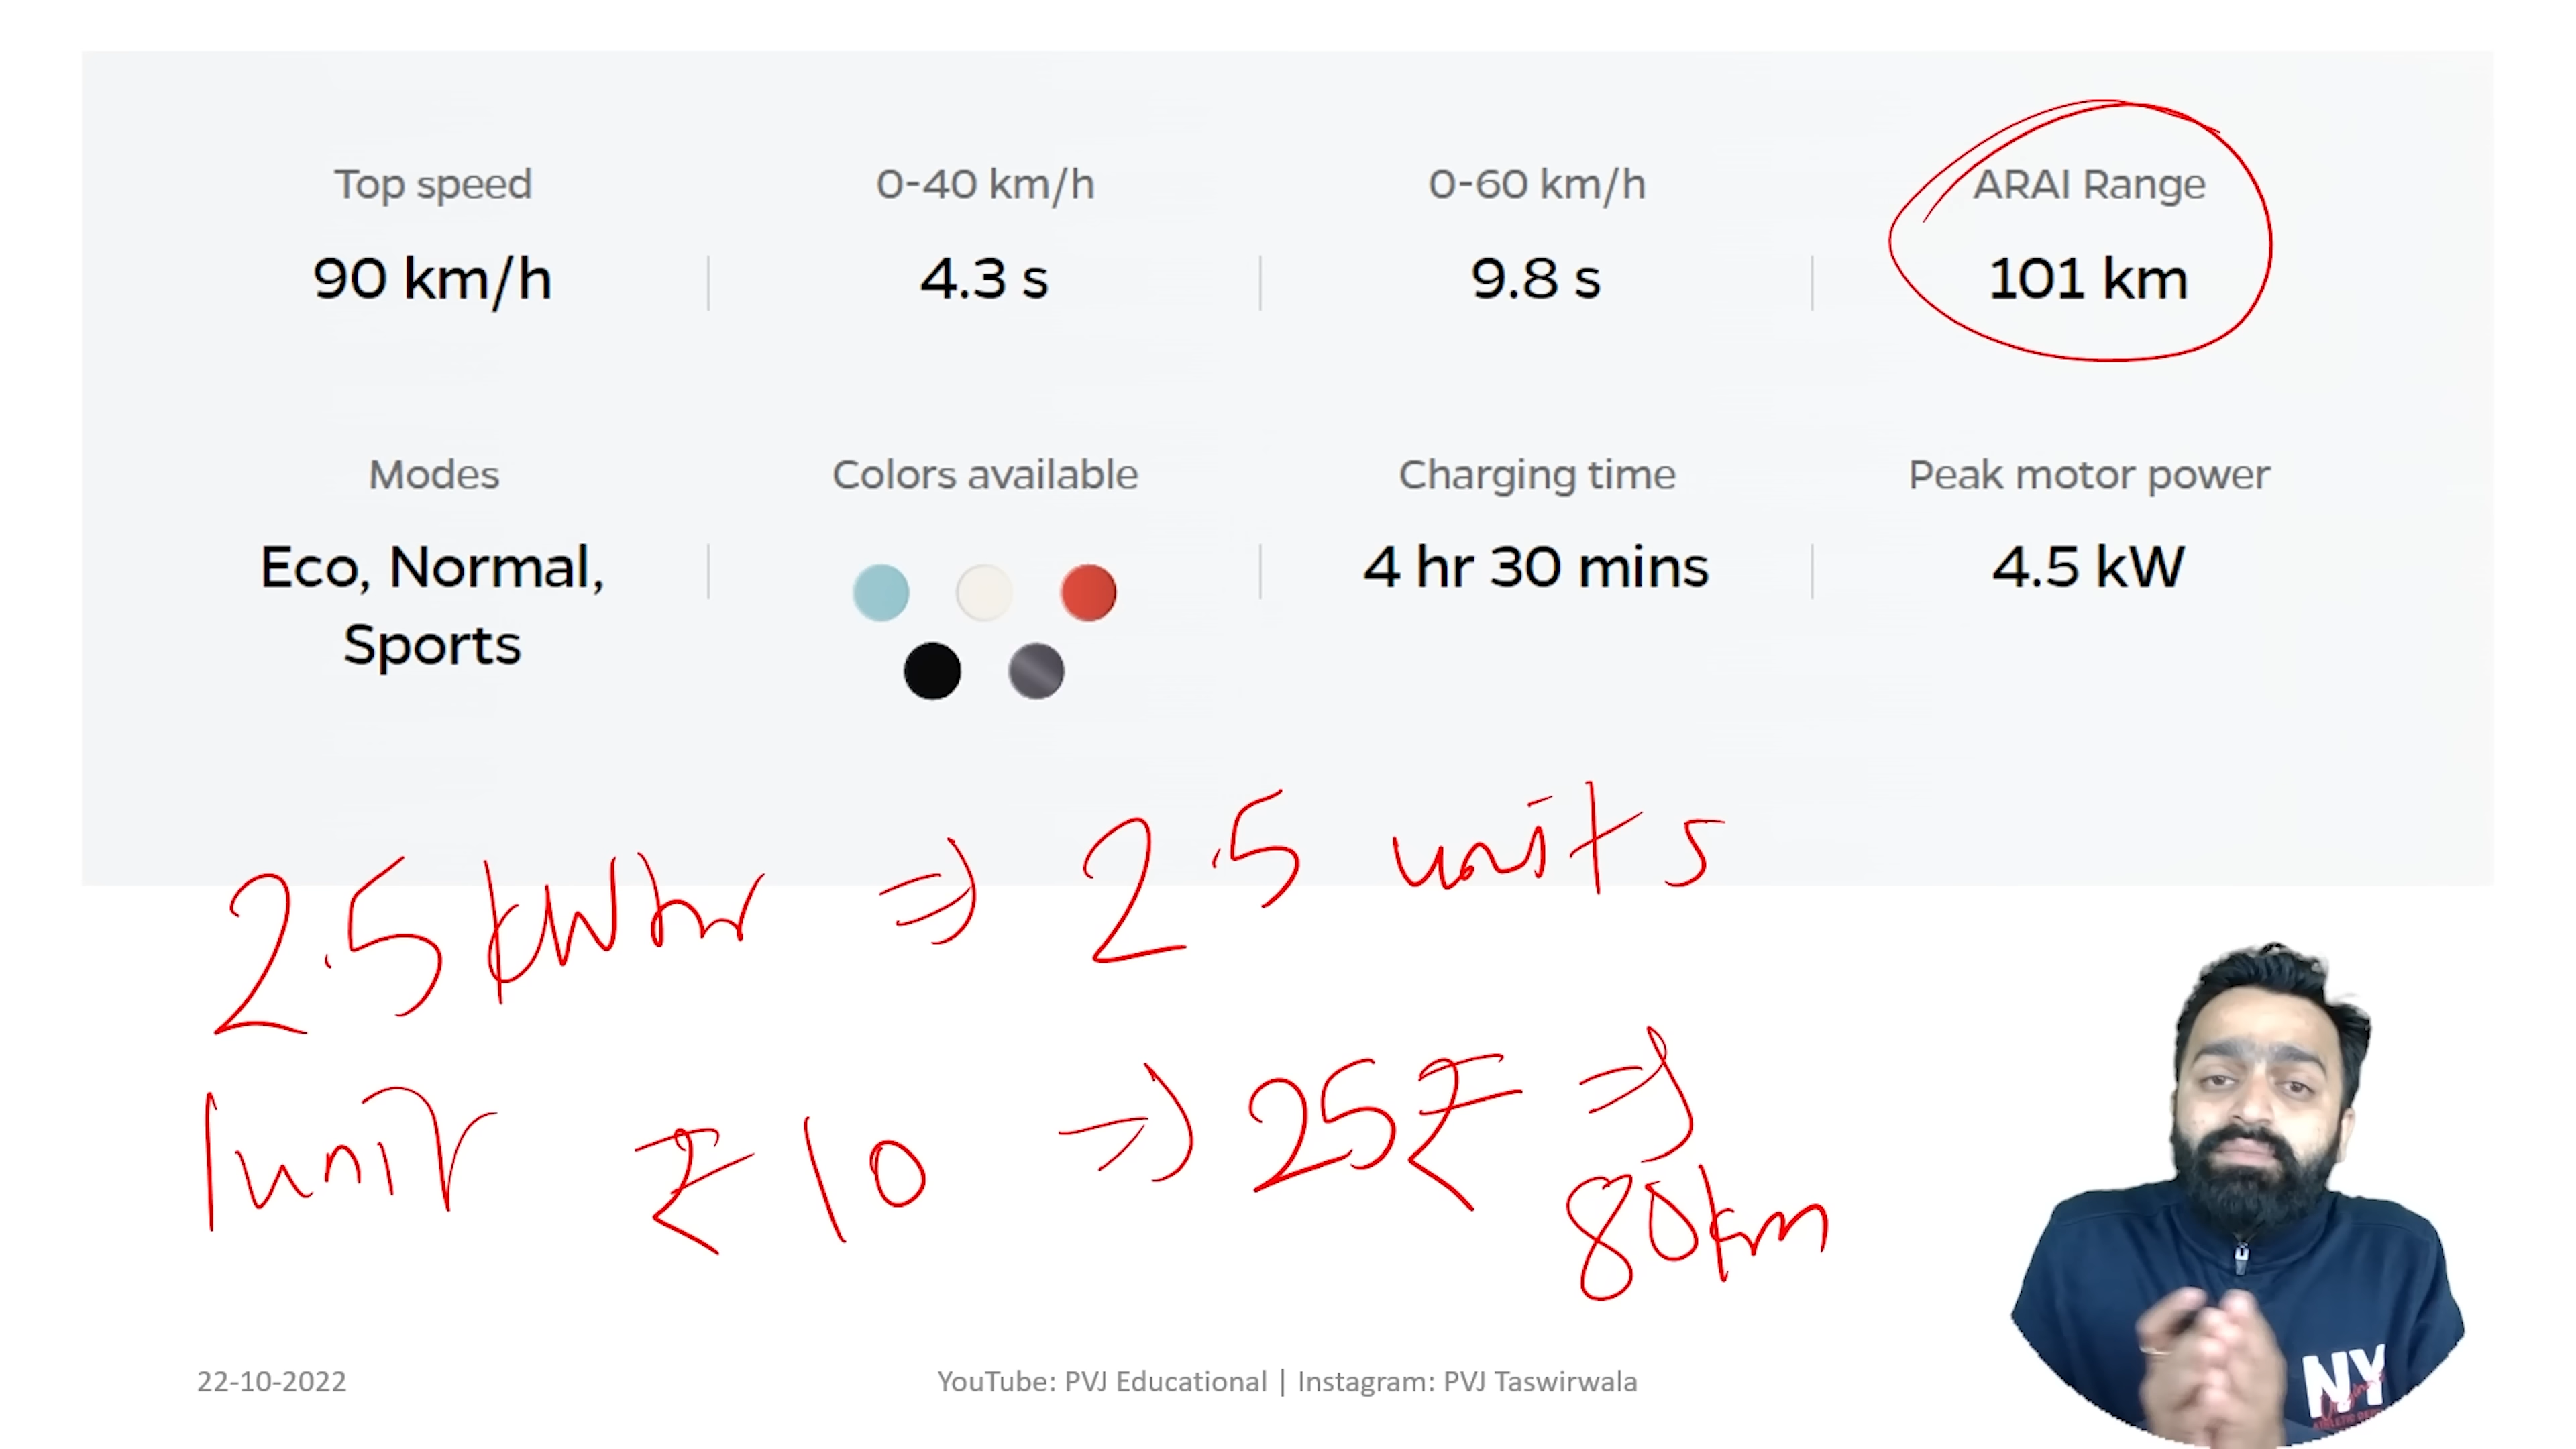 Top speed 0-40 km/h 0-60 km/h ARAI Range
90 km/h 4.3 s 9.8 s 101 km
Modes Colors available Charging time Peak motor power
Eco, Normal, 4 hr 30 mins 4.5 kW
Sports
2.5 kWhr ⇒ 2.5 units
1 unit ₹ 10 ⇒ 25₹ ⇒
80km
NY
22-10-2022 YouTube: PVJ Educational | Instagram: PVJ Taswirwala